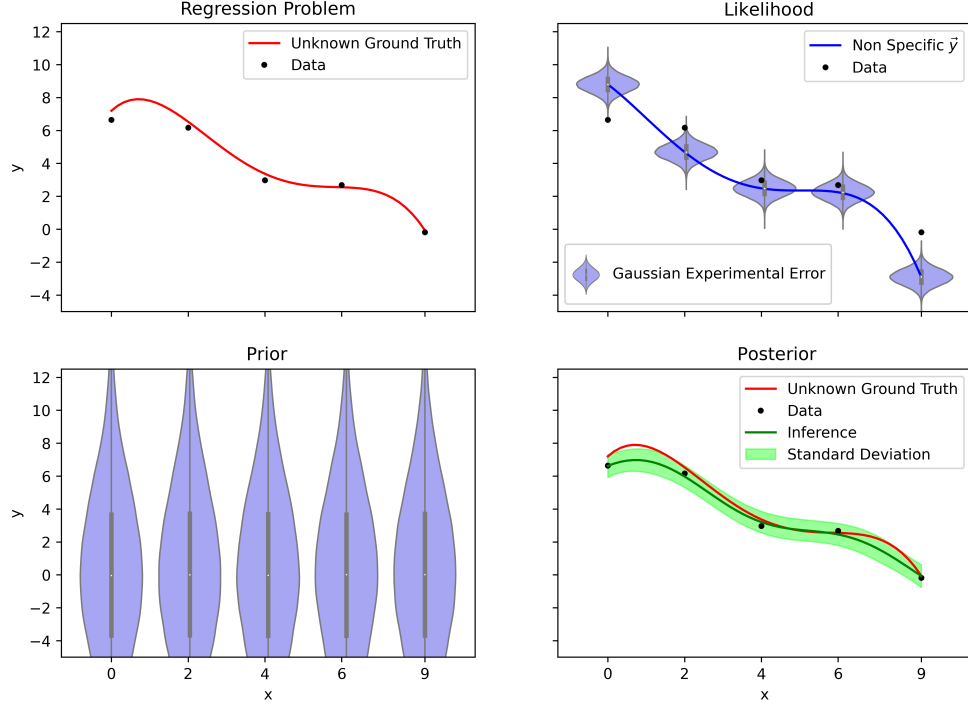 Regression Problem
12
10
8
6
4
2
0
−2
−4
y
Unknown Ground Truth
Data
Likelihood
Non Specific y⃗
Data
Gaussian Experimental Error
Prior
12
10
8
6
4
2
0
−2
−4
y
0 2 4 6 9
x
Posterior
Unknown Ground Truth
Data
Inference
Standard Deviation
0 2 4 6 9
x